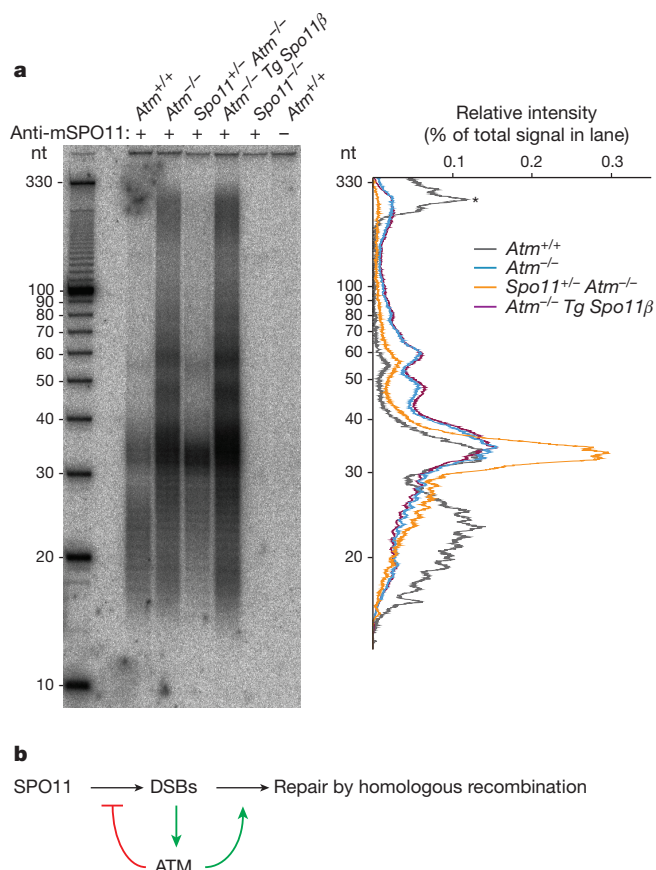 a
Atm+/+
Atm−/−
Spo11+/− Atm−/−
Atm−/− Tg Spo11β
Spo11−/−
Atm+/+
Anti-mSPO11: + + + + + −
nt
330
100
90
80
70
60
50
40
30
20
10
Relative intensity
(% of total signal in lane)
nt
0.1 0.2 0.3
330
*
Atm+/+
Atm−/−
Spo11+/− Atm−/−
Atm−/− Tg Spo11β
100
90
80
70
60
50
40
30
20
b
SPO11 DSBs Repair by homologous recombination
ATM